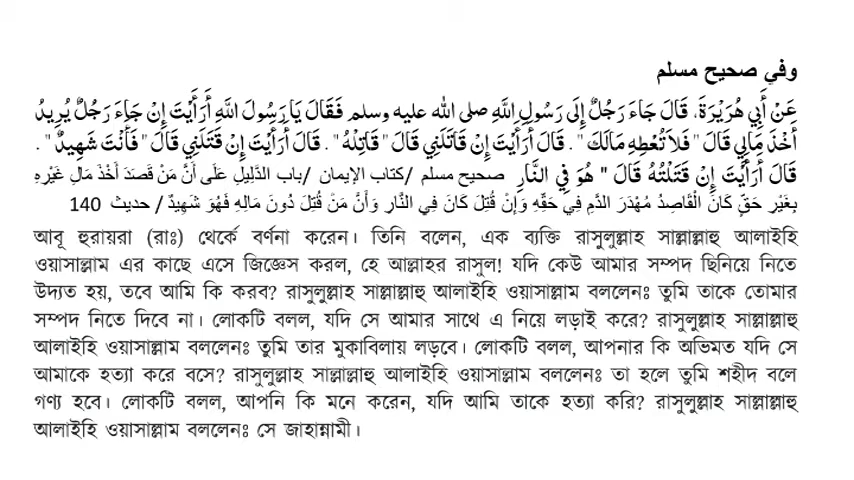 وفي صحيح مسلم
عَنْ أَبِي هُرَيْرَةَ، قَالَ جَاءَ رَجُلٌ إِلَى رَسُولِ اللَّهِ صلى الله عليه وسلم فَقَالَ يَا رَسُولَ اللَّهِ أَرَأَيْتَ إِنْ جَاءَ رَجُلٌ يُرِيدُ
أَخْذَ مَالِي قَالَ " فَلاَ تُعْطِهِ مَالَكَ " . قَالَ أَرَأَيْتَ إِنْ قَاتَلَنِي قَالَ " قَاتِلْهُ " . قَالَ أَرَأَيْتَ إِنْ قَتَلَنِي قَالَ " فَأَنْتَ شَهِيدٌ " .
قَالَ أَرَأَيْتَ إِنْ قَتَلْتُهُ قَالَ " هُوَ فِي النَّارِ صحيح مسلم /كتاب الإيمان /باب الدَّلِيلِ عَلَى أَنَّ مَنْ قَصَدَ أَخْذَ مَالِ غَيْرِهِ
بِغَيْرِ حَقٍّ كَانَ الْقَاصِدُ مُهْدَرَ الدَّمِ فِي حَقِّهِ وَإِنْ قُتِلَ كَانَ فِي النَّارِ وَأَنَّ مَنْ قُتِلَ دُونَ مَالِهِ فَهُوَ شَهِيدٌ / حديث 140
আবূ হুরায়রা (রাঃ) থেকে বর্ণনা করেন। তিনি বলেন, এক ব্যক্তি রাসুলুল্লাহ সাল্লাল্লাহু আলাইহি
ওয়াসাল্লাম এর কাছে এসে জিজ্ঞেস করল, হে আল্লাহর রাসুল! যদি কেউ আমার সম্পদ ছিনিয়ে নিতে
উদ্যত হয়, তবে আমি কি করব? রাসুলুল্লাহ সাল্লাল্লাহু আলাইহি ওয়াসাল্লাম বললেনঃ তুমি তাকে তোমার
সম্পদ নিতে দিবে না। লোকটি বলল, যদি সে আমার সাথে এ নিয়ে লড়াই করে? রাসুলুল্লাহ সাল্লাল্লাহু
আলাইহি ওয়াসাল্লাম বললেনঃ তুমি তার মুকাবিলায় লড়বে। লোকটি বলল, আপনার কি অভিমত যদি সে
আমাকে হত্যা করে বসে? রাসুলুল্লাহ সাল্লাল্লাহু আলাইহি ওয়াসাল্লাম বললেনঃ তা হলে তুমি শহীদ বলে
গণ্য হবে। লোকটি বলল, আপনি কি মনে করেন, যদি আমি তাকে হত্যা করি? রাসুলুল্লাহ সাল্লাল্লাহু
আলাইহি ওয়াসাল্লাম বললেনঃ সে জাহান্নামী।